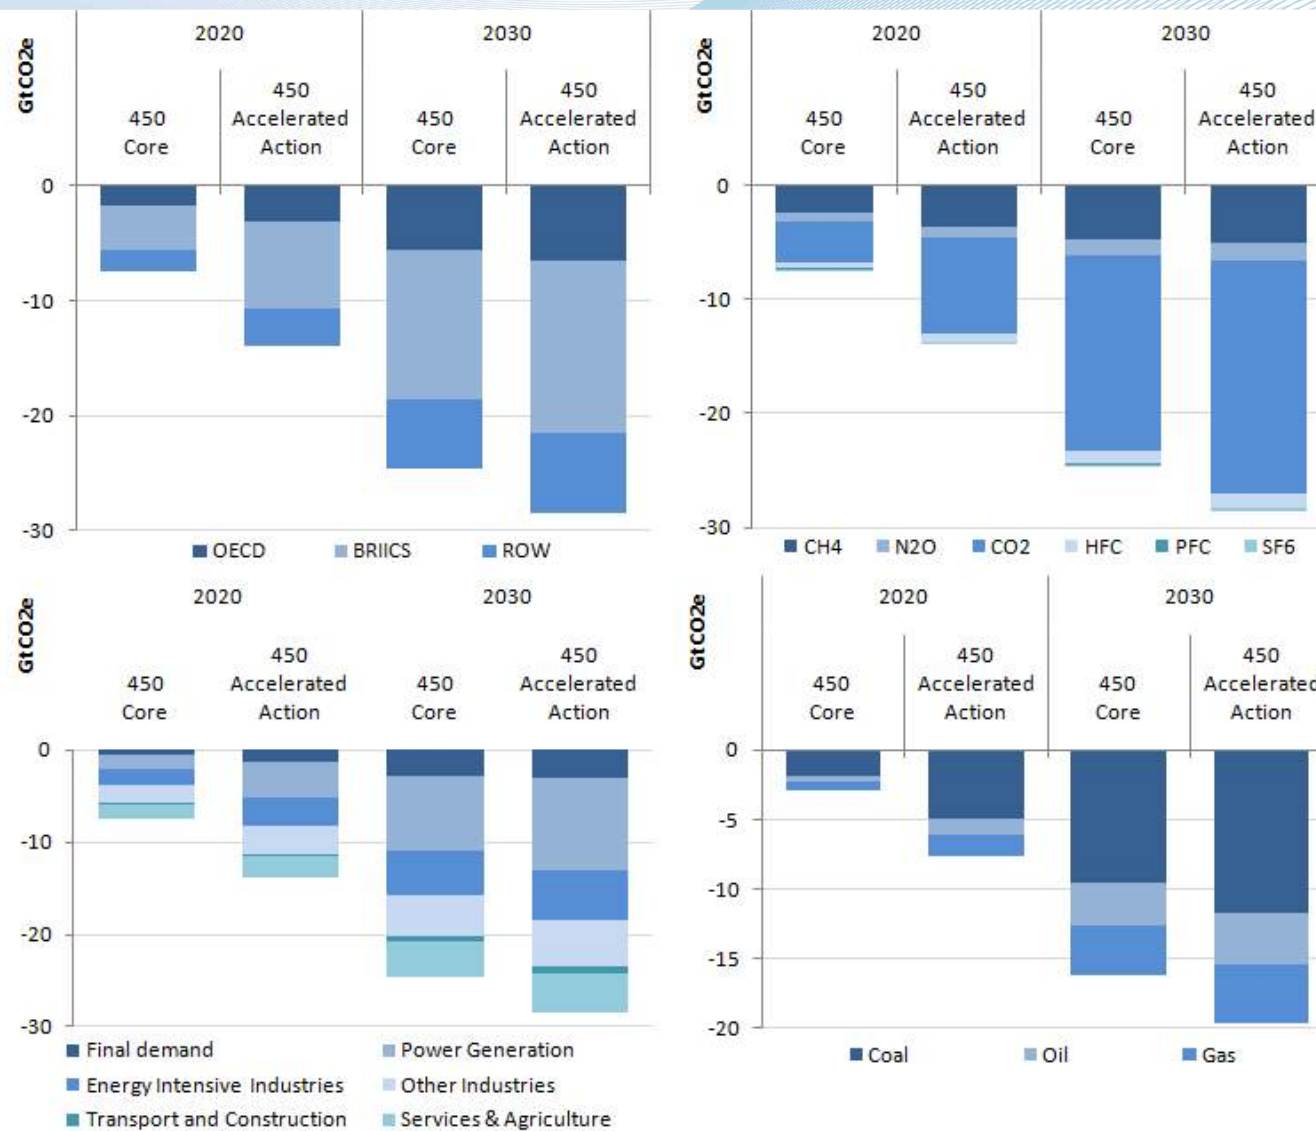 GtCO2e
2020
2030
450
Core
450
Accelerated
Action
450
Core
450
Accelerated
Action
0
-10
-20
-30
OECD
BRIICS
ROW
GtCO2e
2020
2030
450
Core
450
Accelerated
Action
450
Core
450
Accelerated
Action
0
-10
-20
-30
CH4
N2O
CO2
HFC
PFC
SF6
GtCO2e
2020
2030
450
Core
450
Accelerated
Action
450
Core
450
Accelerated
Action
0
-10
-20
-30
Final demand
Power Generation
Energy Intensive Industries
Other Industries
Transport and Construction
Services & Agriculture
GtCO2e
2020
2030
450
Core
450
Accelerated
Action
450
Core
450
Accelerated
Action
0
-5
-10
-15
-20
Coal
Oil
Gas